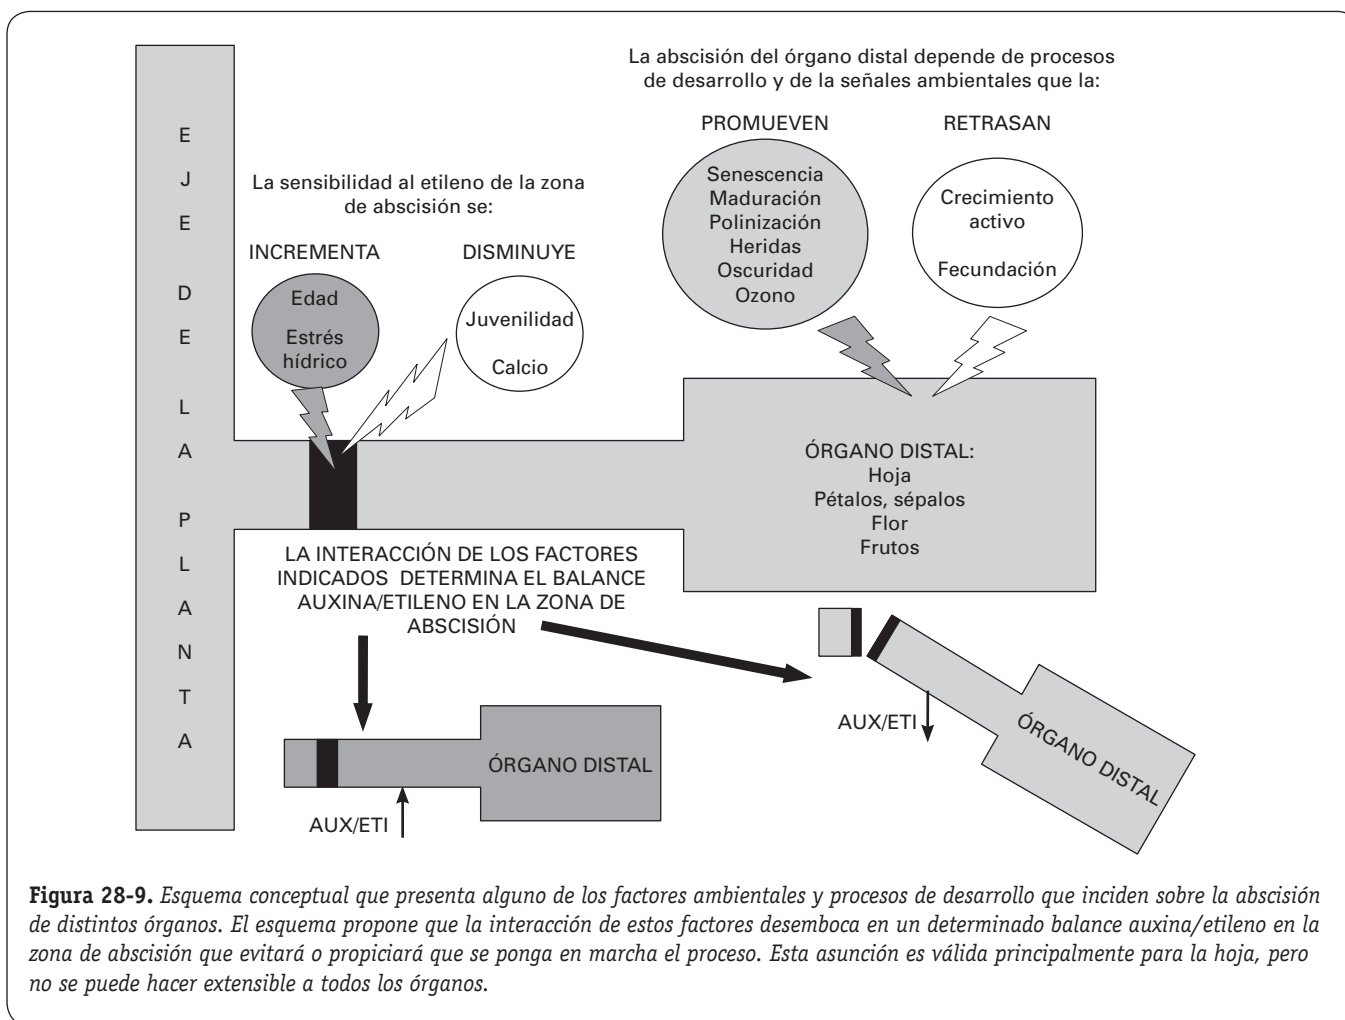 La abscisión del órgano distal depende de procesos
de desarrollo y de la señales ambientales que la:
PROMUEVEN
RETRASAN
Senescencia
Maduración
Polinización
Heridas
Oscuridad
Ozono
Crecimiento
activo
Fecundación
La sensibilidad al etileno de la zona
de abscisión se:
INCREMENTA
DISMINUYE
Edad
Estrés
hídrico
Juvenilidad
Calcio
E
J
E
D
E
L
A
P
L
A
N
T
A
ÓRGANO DISTAL:
Hoja
Pétalos, sépalos
Flor
Frutos
LA INTERACCIÓN DE LOS FACTORES
INDICADOS DETERMINA EL BALANCE
AUXINA/ETILENO EN LA ZONA DE
ABSCISIÓN
ÓRGANO DISTAL
AUX/ETI
AUX/ETI
ÓRGANO DISTAL
Figura 28-9. Esquema conceptual que presenta alguno de los factores ambientales y procesos de desarrollo que inciden sobre la abscisión
de distintos órganos. El esquema propone que la interacción de estos factores desemboca en un determinado balance auxina/etileno en la
zona de abscisión que evitará o propiciará que se ponga en marcha el proceso. Esta asunción es válida principalmente para la hoja, pero
no se puede hacer extensible a todos los órganos.